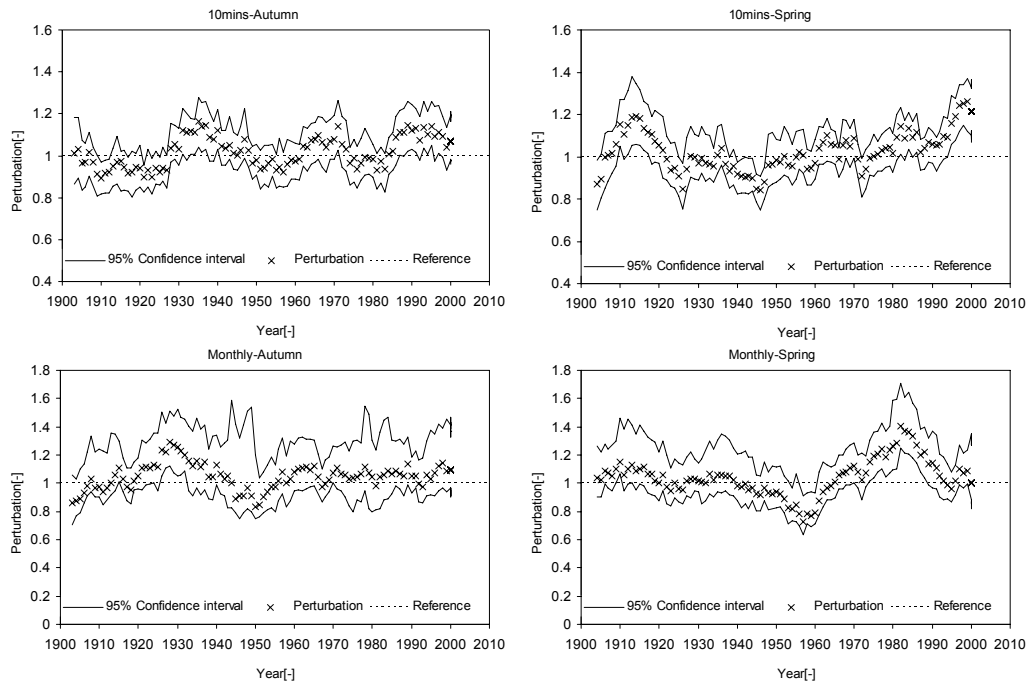 10mins-Autumn
1.6
1.4
1.2
1
0.8
0.6
0.4
Perturbation[-]
95% Confidence interval Perturbation Reference
1900 1910 1920 1930 1940 1950 1960 1970 1980 1990 2000 2010
Year[-]
10mins-Spring
1.6
1.4
1.2
1
0.8
0.6
0.4
Perturbation[-]
95% Confidence interval Perturbation Reference
1900 1910 1920 1930 1940 1950 1960 1970 1980 1990 2000 2010
Year[-]
Monthly-Autumn
1.8
1.6
1.4
1.2
1
0.8
0.6
0.4
0.2
0
Perturbation[-]
95% Confidence interval Perturbation Reference
1900 1910 1920 1930 1940 1950 1960 1970 1980 1990 2000 2010
Year[-]
Monthly-Spring
1.8
1.6
1.4
1.2
1
0.8
0.6
0.4
0.2
0
Perturbation[-]
95% Confidence interval Perturbation Reference
1900 1910 1920 1930 1940 1950 1960 1970 1980 1990 2000 2010
Year[-]